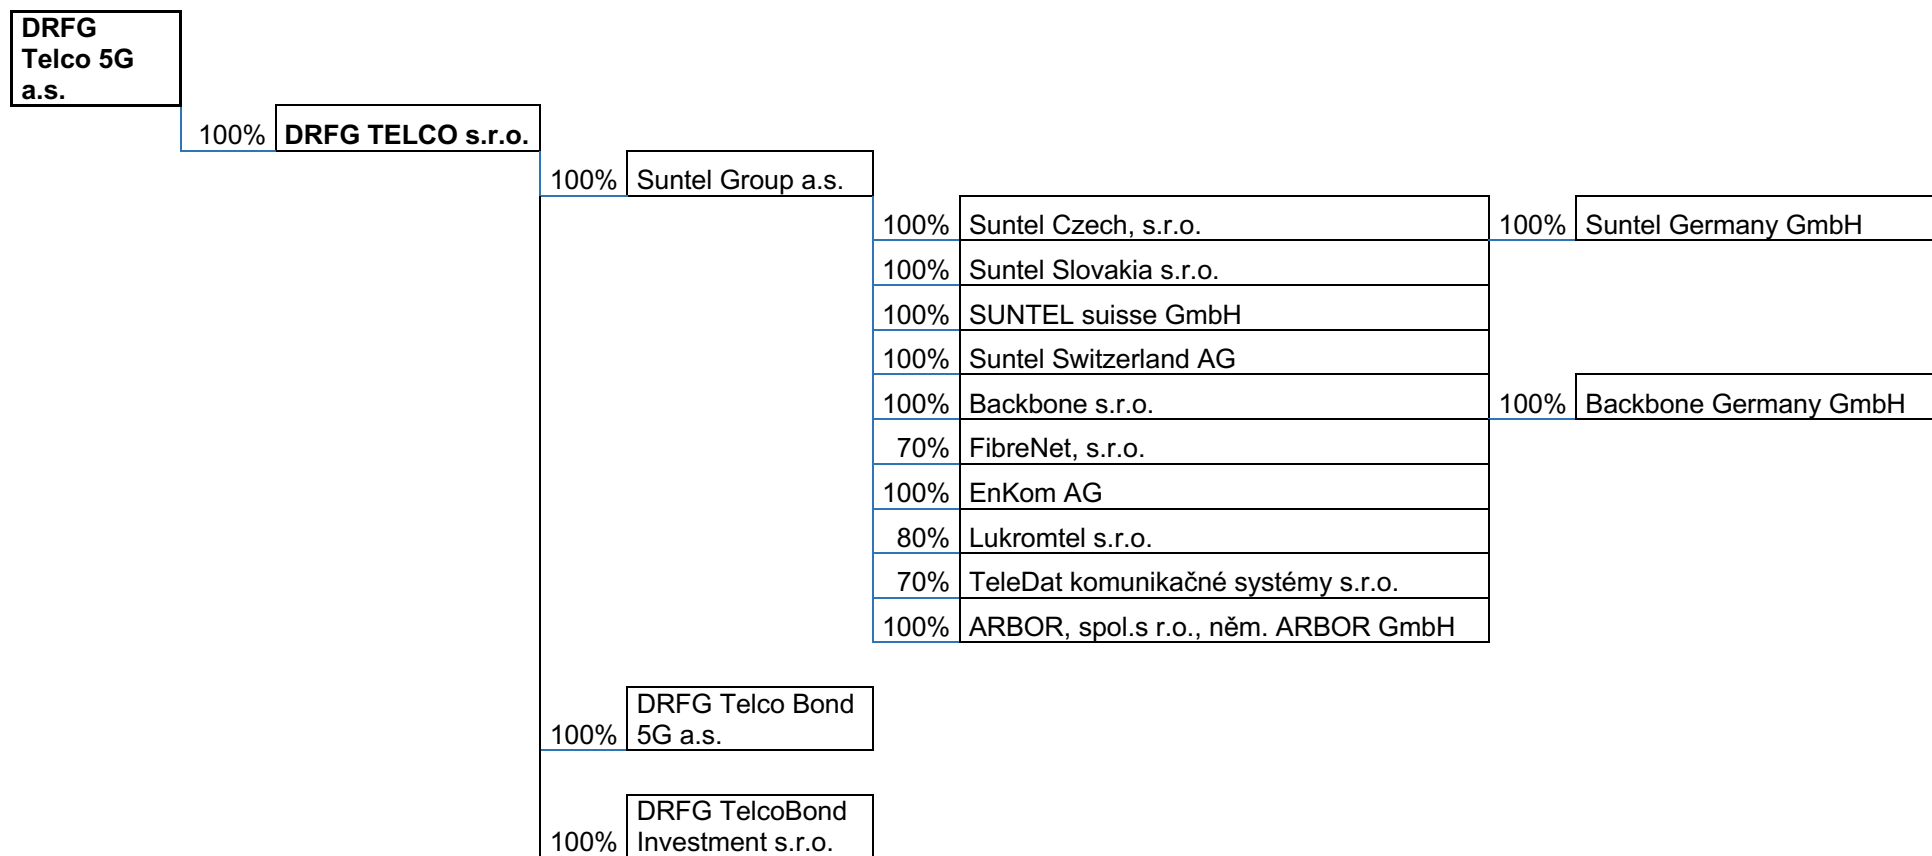 DRFG
Telco 5G
a.s.
100% DRFG TELCO s.r.o.
100% Suntel Group a.s.
100% Suntel Czech, s.r.o. 100% Suntel Germany GmbH
100% Suntel Slovakia s.r.o.
100% SUNTEL suisse GmbH
100% Suntel Switzerland AG
100% Backbone s.r.o. 100% Backbone Germany GmbH
70% FibreNet, s.r.o.
100% EnKom AG
80% Lukromtel s.r.o.
70% TeleDat komunikačné systémy s.r.o.
100% ARBOR, spol.s r.o., něm. ARBOR GmbH
DRFG Telco Bond
100% 5G a.s.
DRFG TelcoBond
100% Investment s.r.o.